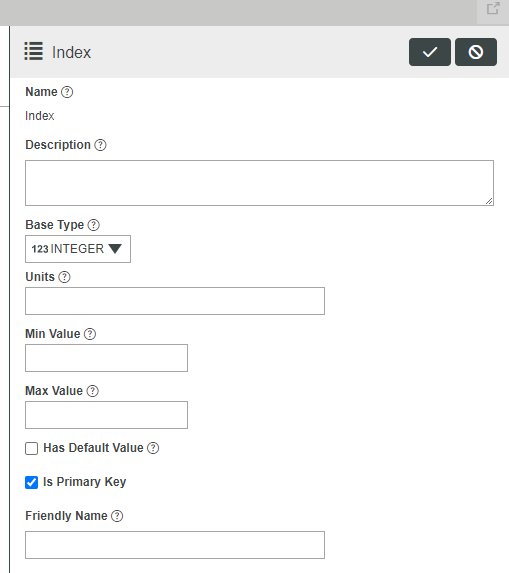 Index
Name
Index
Description
Base Type
123 INTEGER
Units
Min Value
Max Value
Has Default Value
Is Primary Key
Friendly Name